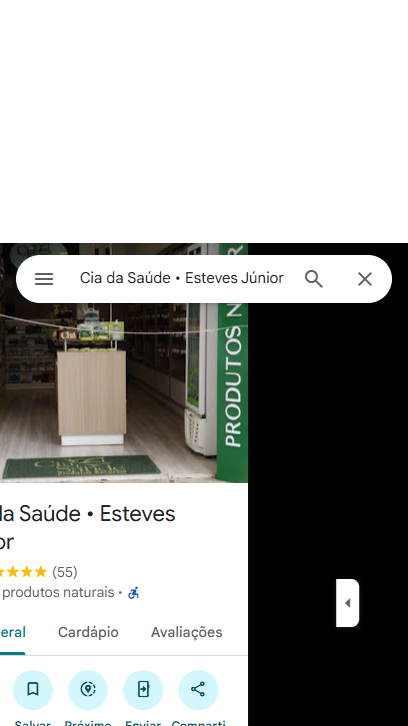 Cia da Saúde • Esteves Júnior
PRODUTOS N
da Saúde • Esteves
or
(55)
produtos naturais •
eral
Cardápio
Avaliações
Salvar
Próximo
Enviar
Comparti